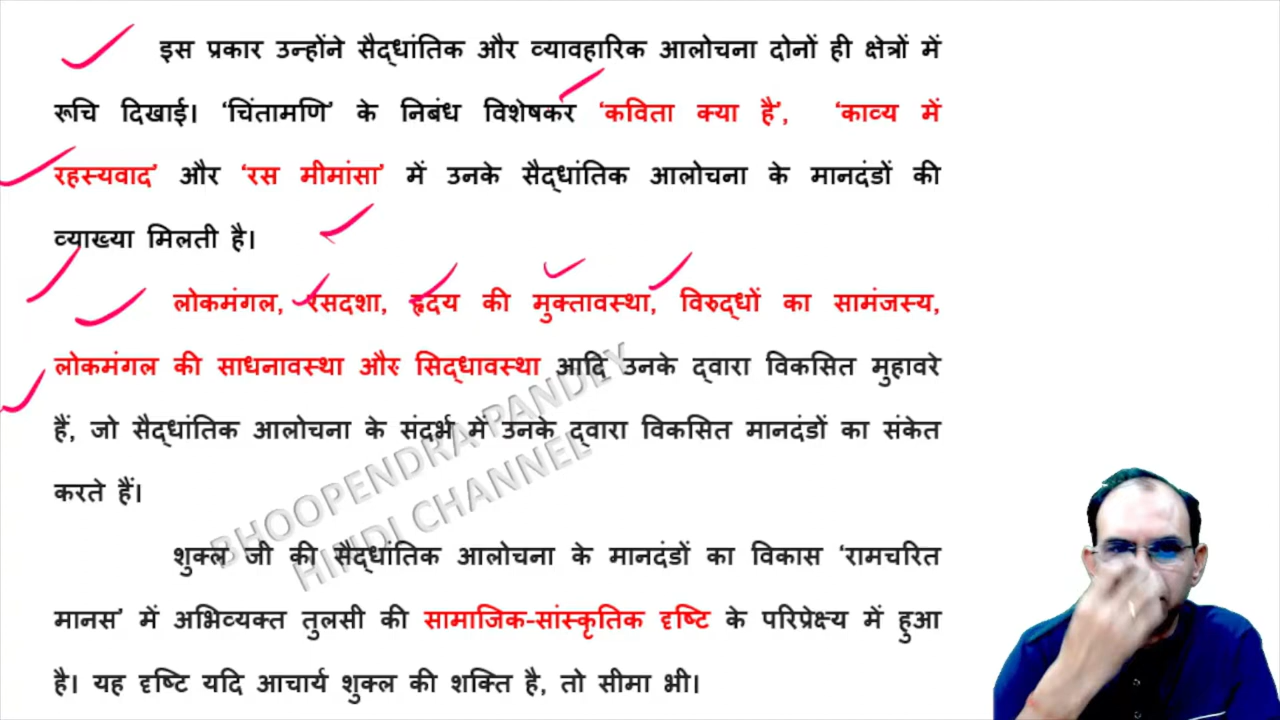 इस प्रकार उन्होंने सैद्धांतिक और व्यावहारिक आलोचना दोनों ही क्षेत्रों में
रूचि दिखाई। ‘चिंतामणि’ के निबंध विशेषकर ‘कविता क्या है’, ‘काव्य में
रहस्यवाद’ और ‘रस मीमांसा’ में उनके सैद्धांतिक आलोचना के मानदंडों की
व्याख्या मिलती है।
लोकमंगल, रसदशा, हृदय की मुक्तावस्था, विरुद्धों का सामंजस्य,
लोकमंगल की साधनावस्था और सिद्धावस्था आदि उनके द्वारा विकसित मुहावरे
हैं, जो सैद्धांतिक आलोचना के संदर्भ में उनके द्वारा विकसित मानदंडों का संकेत
करते हैं।
शुक्ल जी की सैद्धांतिक आलोचना के मानदंडों का विकास ‘रामचरित
मानस’ में अभिव्यक्त तुलसी की सामाजिक-सांस्कृतिक दृष्टि के परिप्रेक्ष्य में हुआ
है। यह दृष्टि यदि आचार्य शुक्ल की शक्ति है, तो सीमा भी।
BHOOPENDRA PANDEY
HINDI CHANNEL